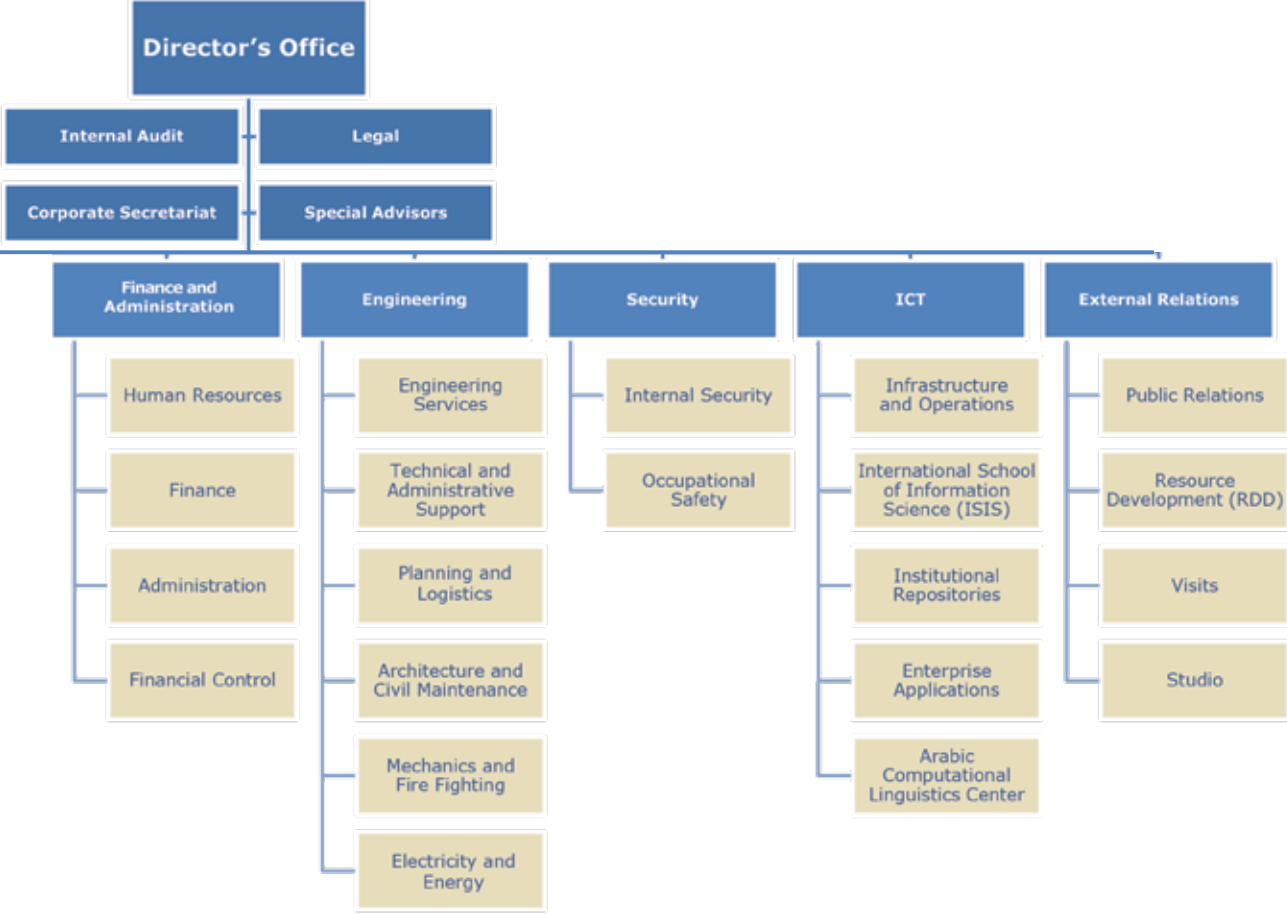 Director's Office
Internal Audit
Legal
Corporate Secretariat
Special Advisors
Finance and
Administration
Engineering
Security
ICT
External Relations
Human Resources
Finance
Administration
Financial Control
Engineering
Services
Technical and
Administrative
Support
Planning and
Logistics
Architecture and
Civil Maintenance
Mechanics and
Fire Fighting
Electricity and
Energy
Internal Security
Occupational
Safety
Infrastructure
and Operations
International School
of Information
Science (ISIS)
Institutional
Repositories
Enterprise
Applications
Arabic
Computational
Linguistics Center
Public Relations
Resource
Development (RDD)
Visits
Studio